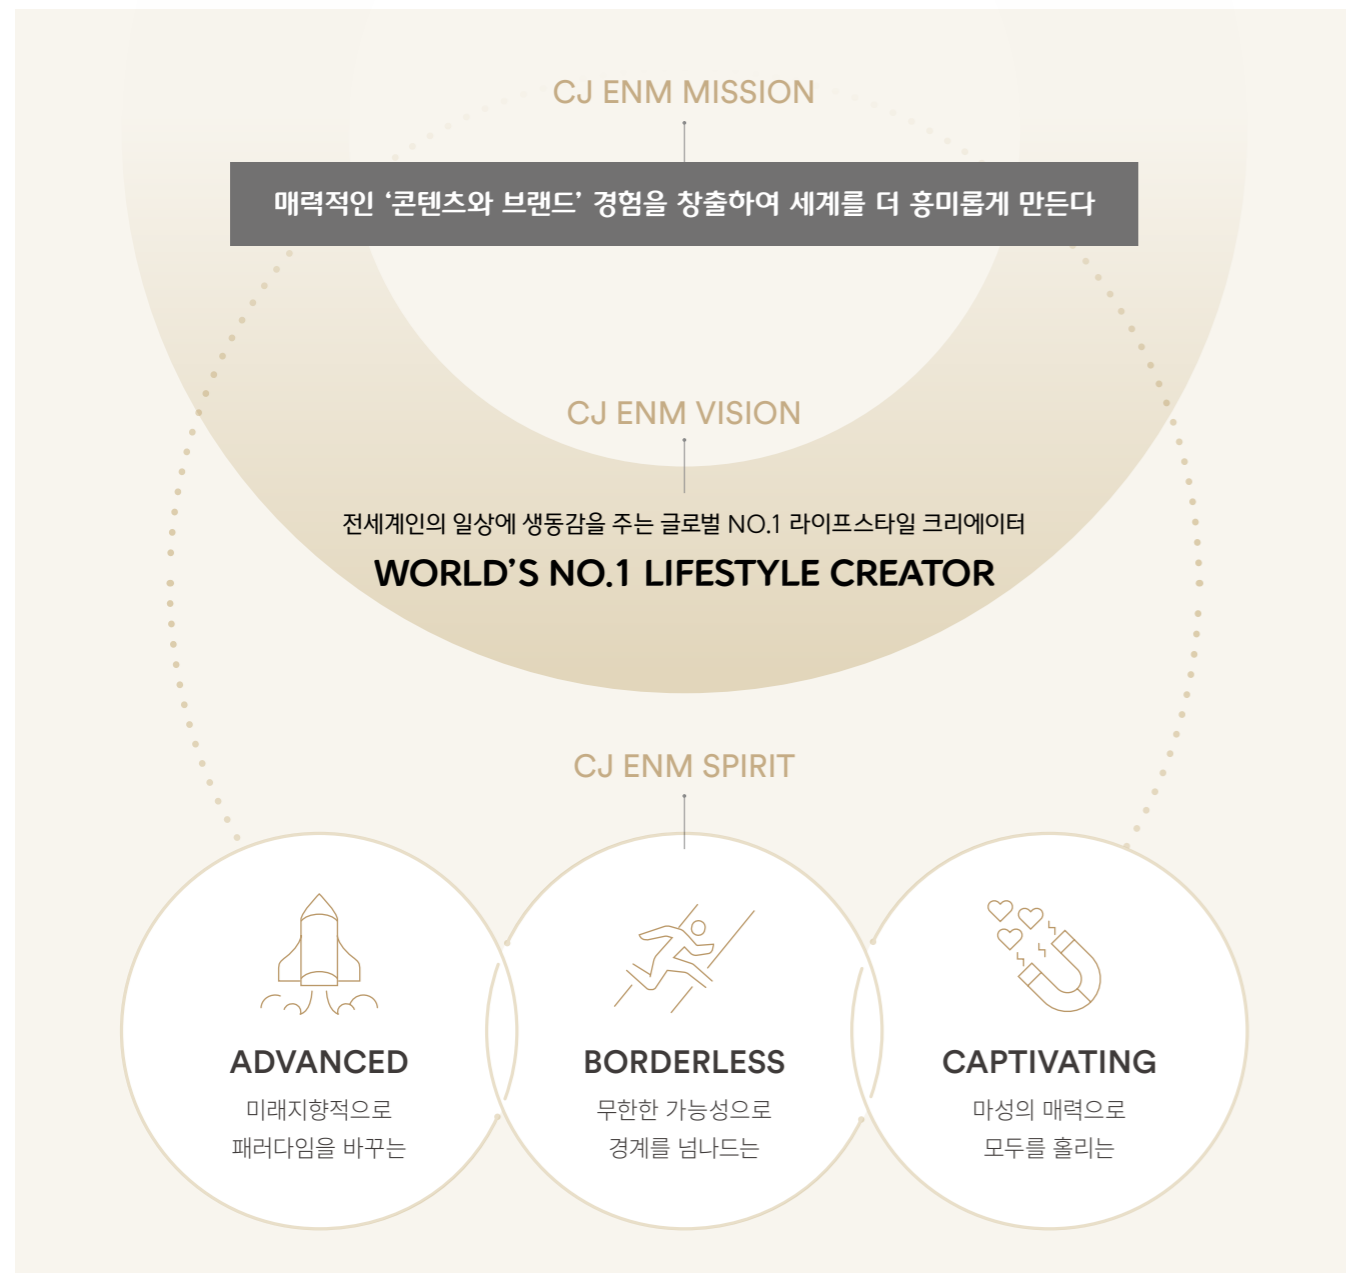 CJ ENM MISSION
매력적인 ‘콘텐츠와 브랜드’ 경험을 창출하여 세계를 더 흥미롭게 만든다
CJ ENM VISION
전세계인의 일상에 생동감을 주는 글로벌 NO.1 라이프스타일 크리에이터
WORLD’S NO.1 LIFESTYLE CREATOR
CJ ENM SPIRIT
ADVANCED
미래지향적으로
패러다임을 바꾸는
BORDERLESS
무한한 가능성으로
경계를 넘나드는
CAPTIVATING
마성의 매력으로
모두를 홀리는